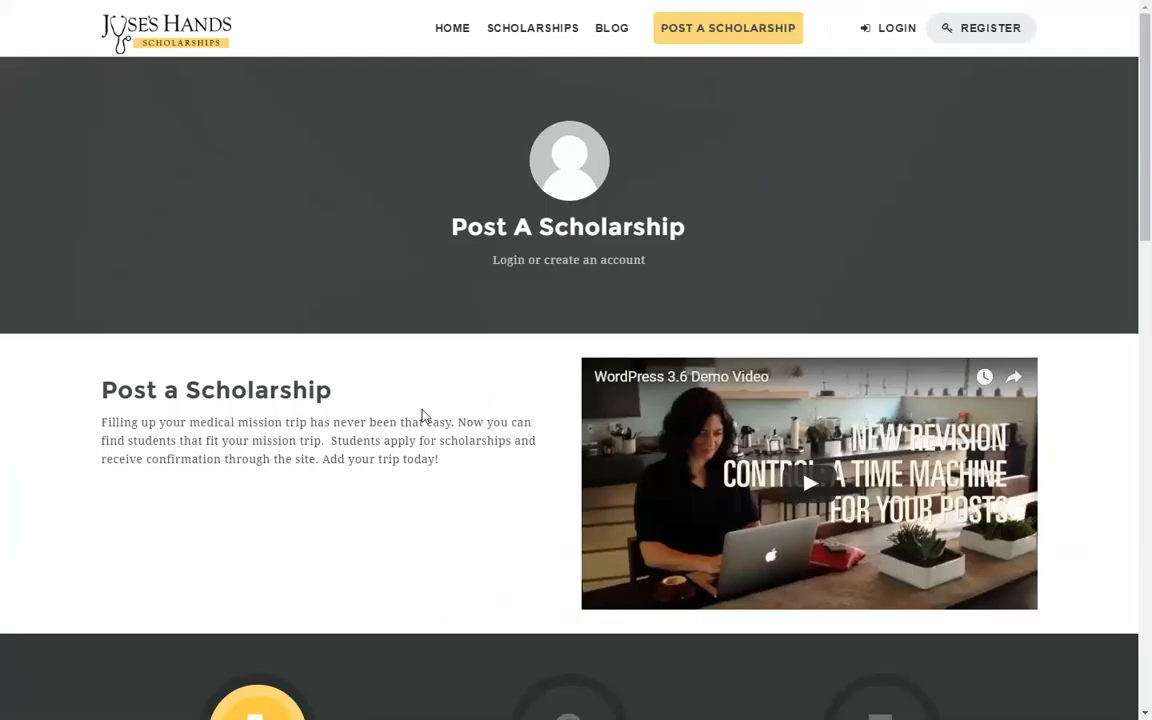 JYSE'S HANDS
SCHOLARSHIPS
HOME SCHOLARSHIPS BLOG POST A SCHOLARSHIP LOGIN REGISTER
Post A Scholarship
Login or create an account
Post a Scholarship
Filling up your medical mission trip has never been that easy. Now you can
find students that fit your mission trip. Students apply for scholarships and
receive confirmation through the site. Add your trip today!
WordPress 3.6 Demo Video
NEW REVISION
CONTROL: A TIME MACHINE
FOR YOUR POSTS